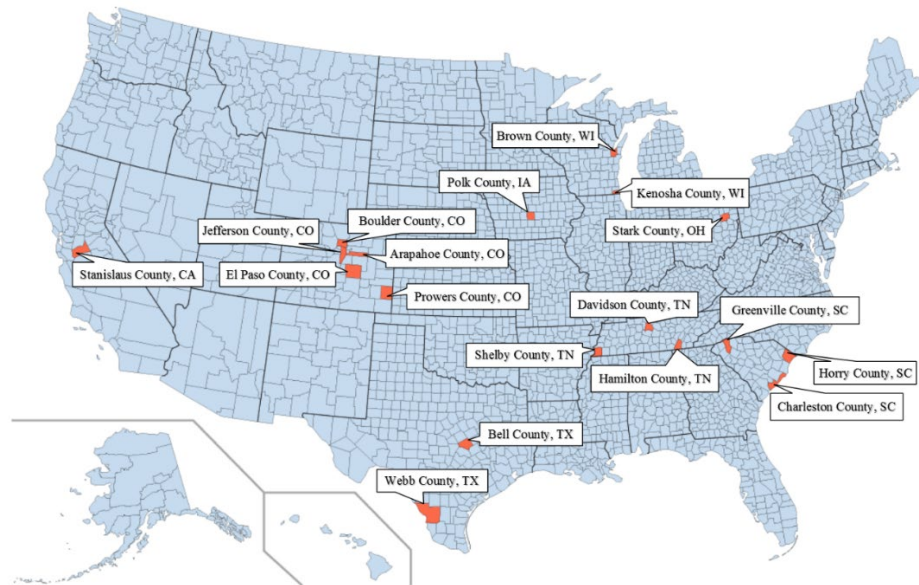 Brown County, WI
Polk County, IA
Kenosha County, WI
Boulder County, CO
Stark County, OH
Jefferson County, CO
Arapahoe County, CO
Stanislaus County, CA
El Paso County, CO
Prowers County, CO
Davidson County, TN
Greenville County, SC
Shelby County, TN
Horry County, SC
Hamilton County, TN
Charleston County, SC
Bell County, TX
Webb County, TX